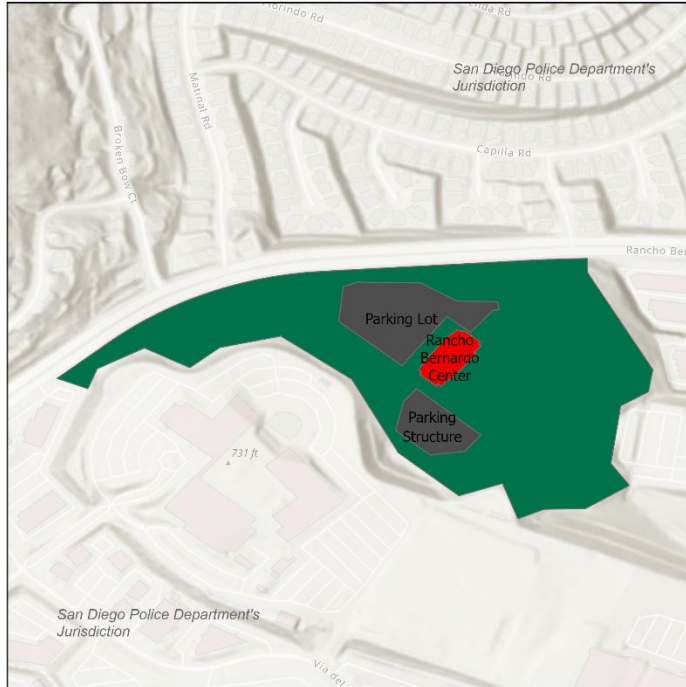 San Diego Police Department's
Jurisdiction
Matinal Rd
Broken Bow Ct
Capilla Rd
Rancho Ber
Parking Lot
Rancho
Bernardo
Center
Parking
Structure
731 ft
San Diego Police Department's
Jurisdiction
Via del